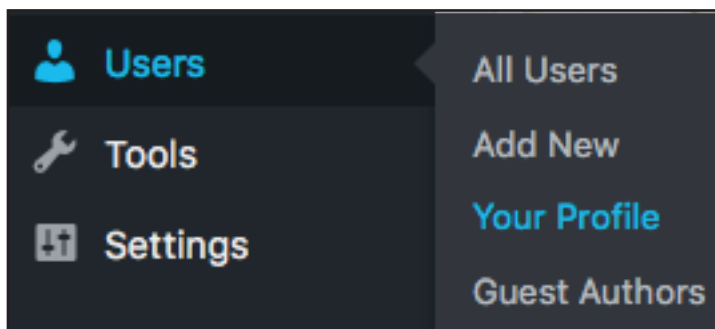 Users
Tools
Settings
All Users
Add New
Your Profile
Guest Authors